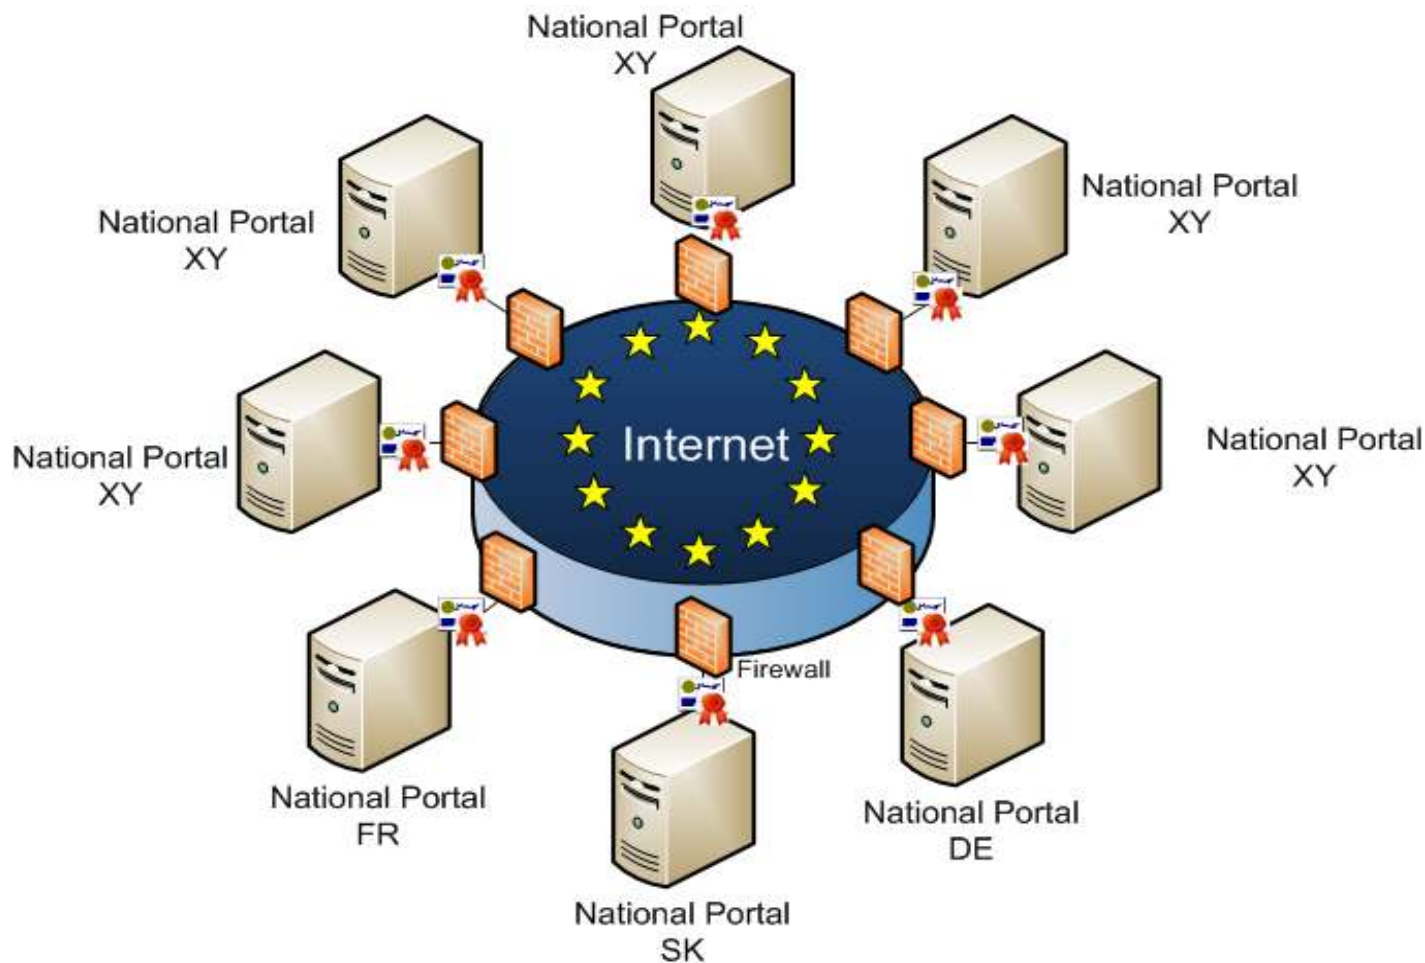 National Portal
XY
National Portal
XY
National Portal
XY
National Portal
XY
Internet
National Portal
XY
Firewall
National Portal
FR
National Portal
DE
National Portal
SK